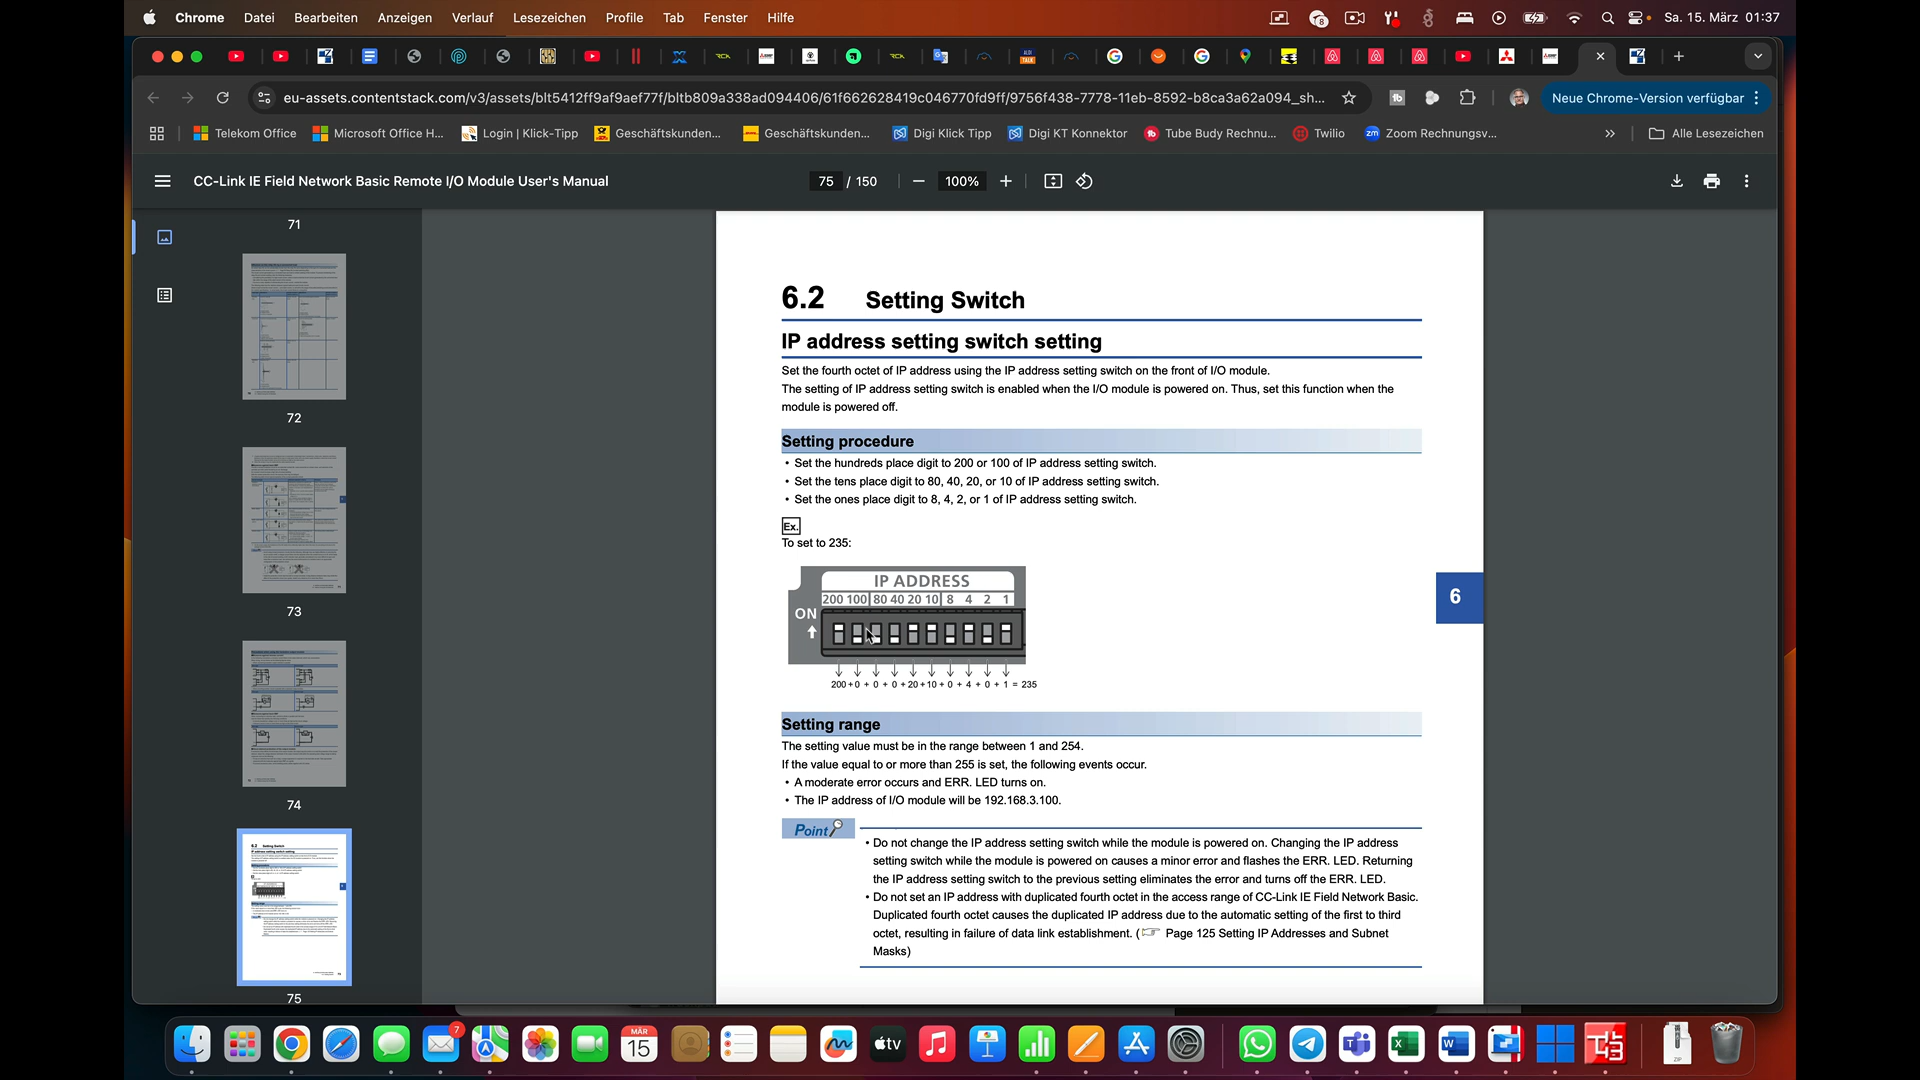 Chrome Datei Bearbeiten Anzeigen Verlauf Lesezeichen Profile Tab Fenster Hilfe
8
Sa. 15. März 01:37
eu-assets.contentstack.com/v3/assets/blt5412ff9af9aef77f/bltb809a338ad094406/61f662628419c046770fd9ff/9756f438-7778-11eb-8592-b8ca3a62a094_sh...
Neue Chrome-Version verfügbar
Telekom Office Microsoft Office H... Login | Klick-Tipp Geschäftskunden... Geschäftskunden... Digi Klick Tipp Digi KT Konnektor Tube Budy Rechnu... Twilio Zoom Rechnungsv... Alle Lesezeichen
CC-Link IE Field Network Basic Remote I/O Module User's Manual
75 / 150
100%
71
72
73
74
75
6.2 Setting Switch
IP address setting switch setting
Set the fourth octet of IP address using the IP address setting switch on the front of I/O module.
The setting of IP address setting switch is enabled when the I/O module is powered on. Thus, set this function when the
module is powered off.
Setting procedure
• Set the hundreds place digit to 200 or 100 of IP address setting switch.
• Set the tens place digit to 80, 40, 20, or 10 of IP address setting switch.
• Set the ones place digit to 8, 4, 2, or 1 of IP address setting switch.
Ex.
To set to 235:
IP ADDRESS
200 100 80 40 20 10 8 4 2 1
ON
200 + 0 + 0 + 0 + 20 + 10 + 0 + 4 + 0 + 1 = 235
6
Setting range
The setting value must be in the range between 1 and 254.
If the value equal to or more than 255 is set, the following events occur.
• A moderate error occurs and ERR. LED turns on.
• The IP address of I/O module will be 192.168.3.100.
Point
• Do not change the IP address setting switch while the module is powered on. Changing the IP address
setting switch while the module is powered on causes a minor error and flashes the ERR. LED. Returning
the IP address setting switch to the previous setting eliminates the error and turns off the ERR. LED.
• Do not set an IP address with duplicated fourth octet in the access range of CC-Link IE Field Network Basic.
Duplicated fourth octet causes the duplicated IP address due to the automatic setting of the first to third
octet, resulting in failure of data link establishment. ( Page 125 Setting IP Addresses and Subnet
Masks)
7
MÄR
15
tv